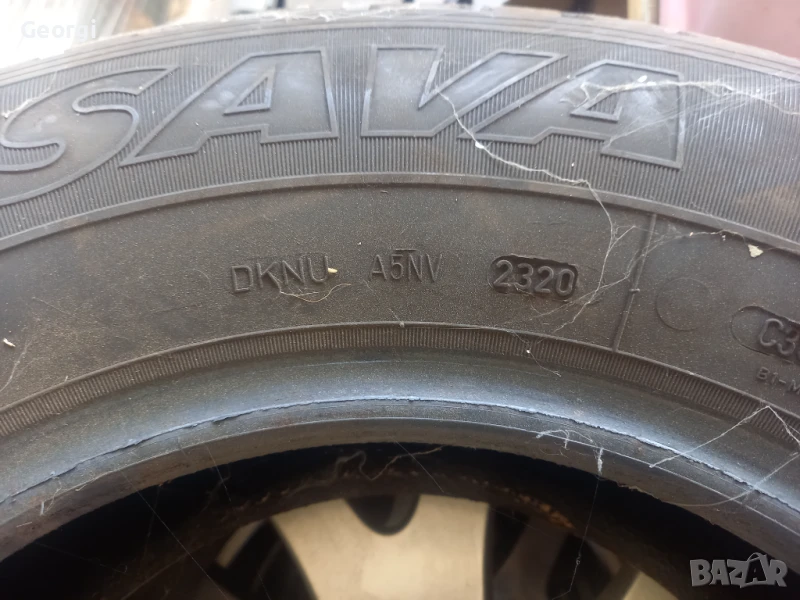 Georgi
SAVA
DKNU A5NV 2320
BAZAR